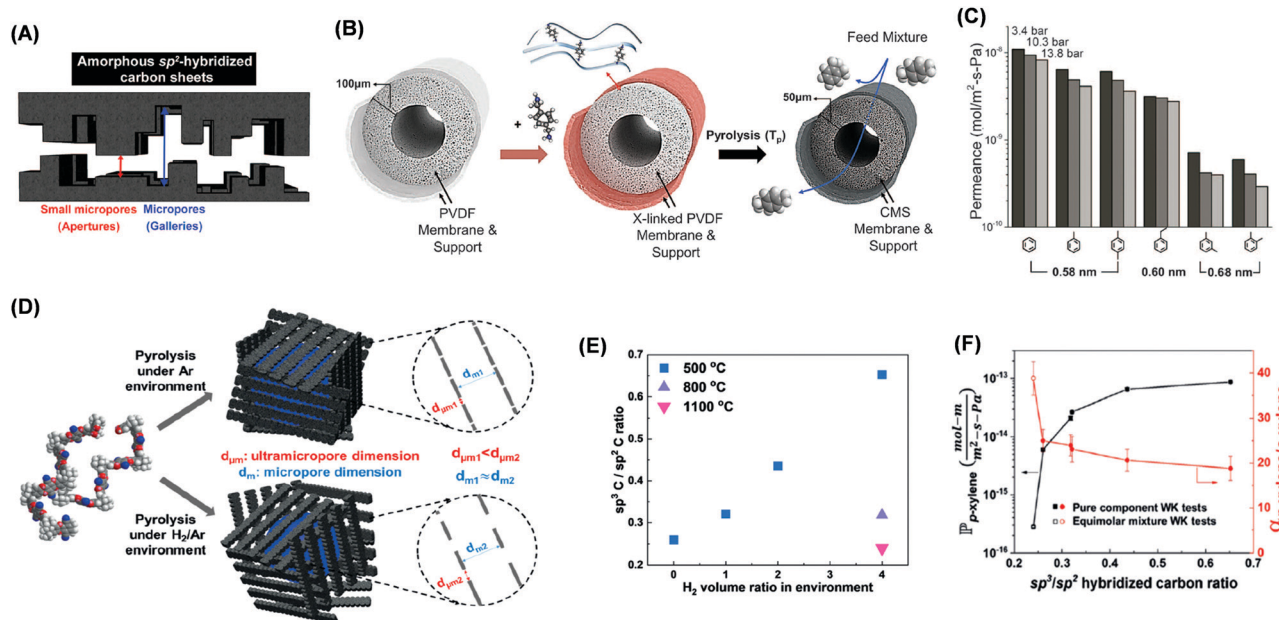 (A)
Amorphous sp²-hybridized
carbon sheets
Small micropores
(Apertures)
Micropores
(Galleries)
(B)
100μm
PVDF
Membrane &
Support
+
X-linked PVDF
Membrane &
Support
Pyrolysis (Tp)
Feed Mixture
50μm
CMS
Membrane &
Support
(C)
Permeance (mol/m²-s-Pa)
10⁻⁸
10⁻⁹
10⁻¹⁰
3.4 bar
10.3 bar
13.8 bar
0.58 nm
0.60 nm
0.68 nm
(D)
Pyrolysis
under Ar
environment
Pyrolysis
under H₂/Ar
environment
dμm: ultramicropore dimension
dm: micropore dimension
dμm1<dμm2
dm1≈dm2
dm1
dμm1
dm2
dμm2
(E)
sp³ C / sp² C ratio
0.7
0.6
0.5
0.4
0.3
0.2
500 °C
800 °C
1100 °C
0 1 2 3 4
H₂ volume ratio in environment
(F)
ℙp-xylene (mol-m/m²-s-Pa)
10⁻¹³
10⁻¹⁴
10⁻¹⁵
10⁻¹⁶
Pure component WK tests
Equimolar mixture WK tests
0.2 0.3 0.4 0.5 0.6 0.7
sp³/sp² hybridized carbon ratio
40
30
20
10
0